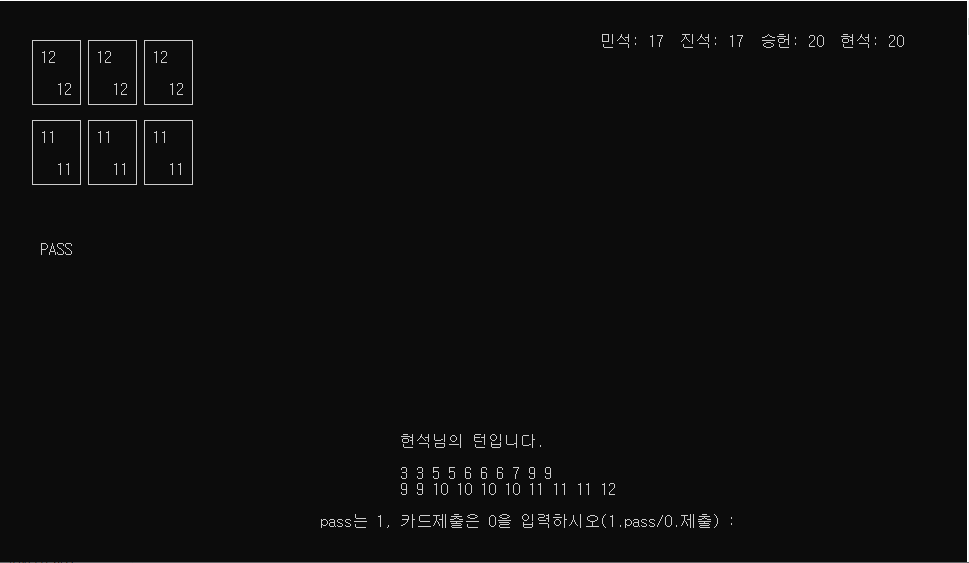 민석: 17 진석: 17 승헌: 20 현석: 20
12 12 12
12 12 12
11 11 11
11 11 11
PASS
현석님의 턴입니다.
3 3 5 5 6 6 6 7 9 9
9 9 10 10 10 10 11 11 11 12
pass는 1, 카드제출은 0을 입력하시오(1.pass/0.제출) :